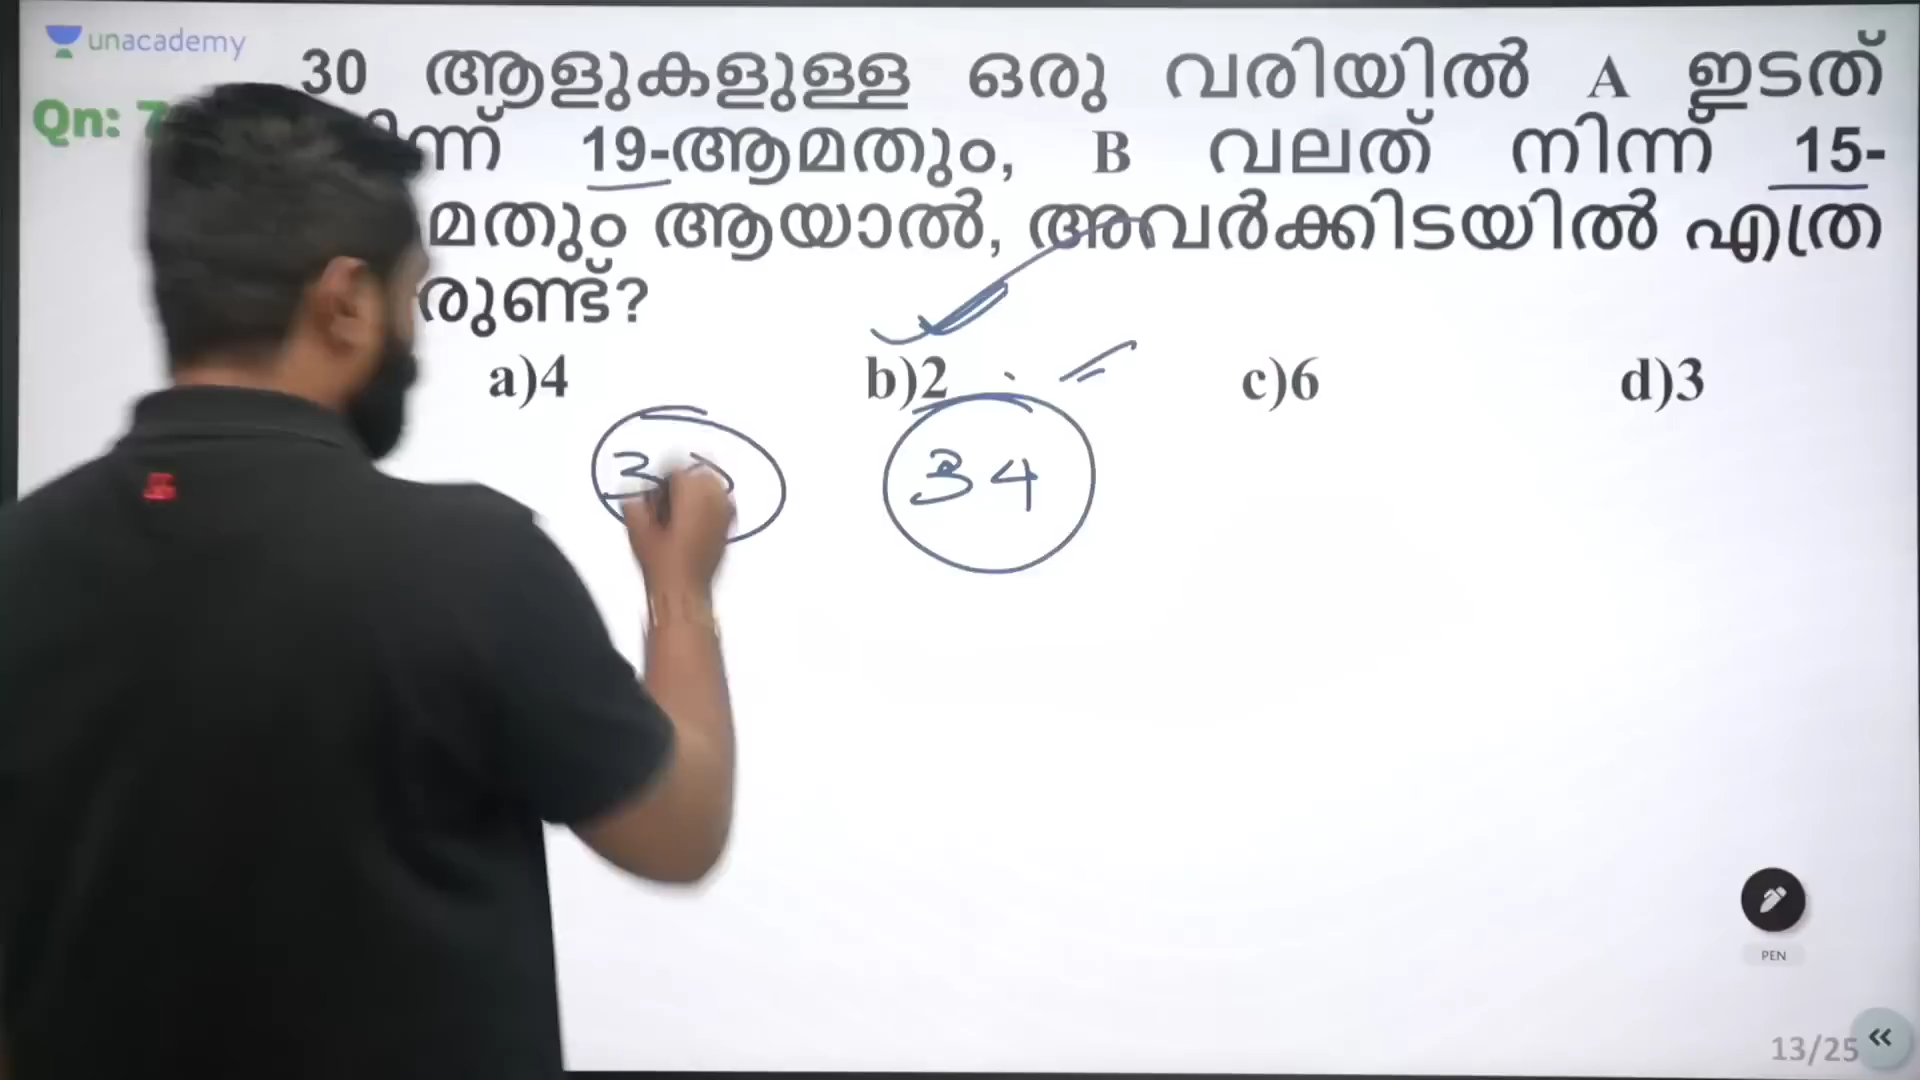 unacademy
30 ആളുകളുള്ള ഒരു വരിയിൽ A ഇടത്
Qn: 7
19-ആമതും, B വലത് നിന്ന് 15-
മതും ആയാൽ, അവർക്കിടയിൽ എത്ര
രുണ്ട്?
a)4 b)2 c)6 d)3
34
PEN
13/25